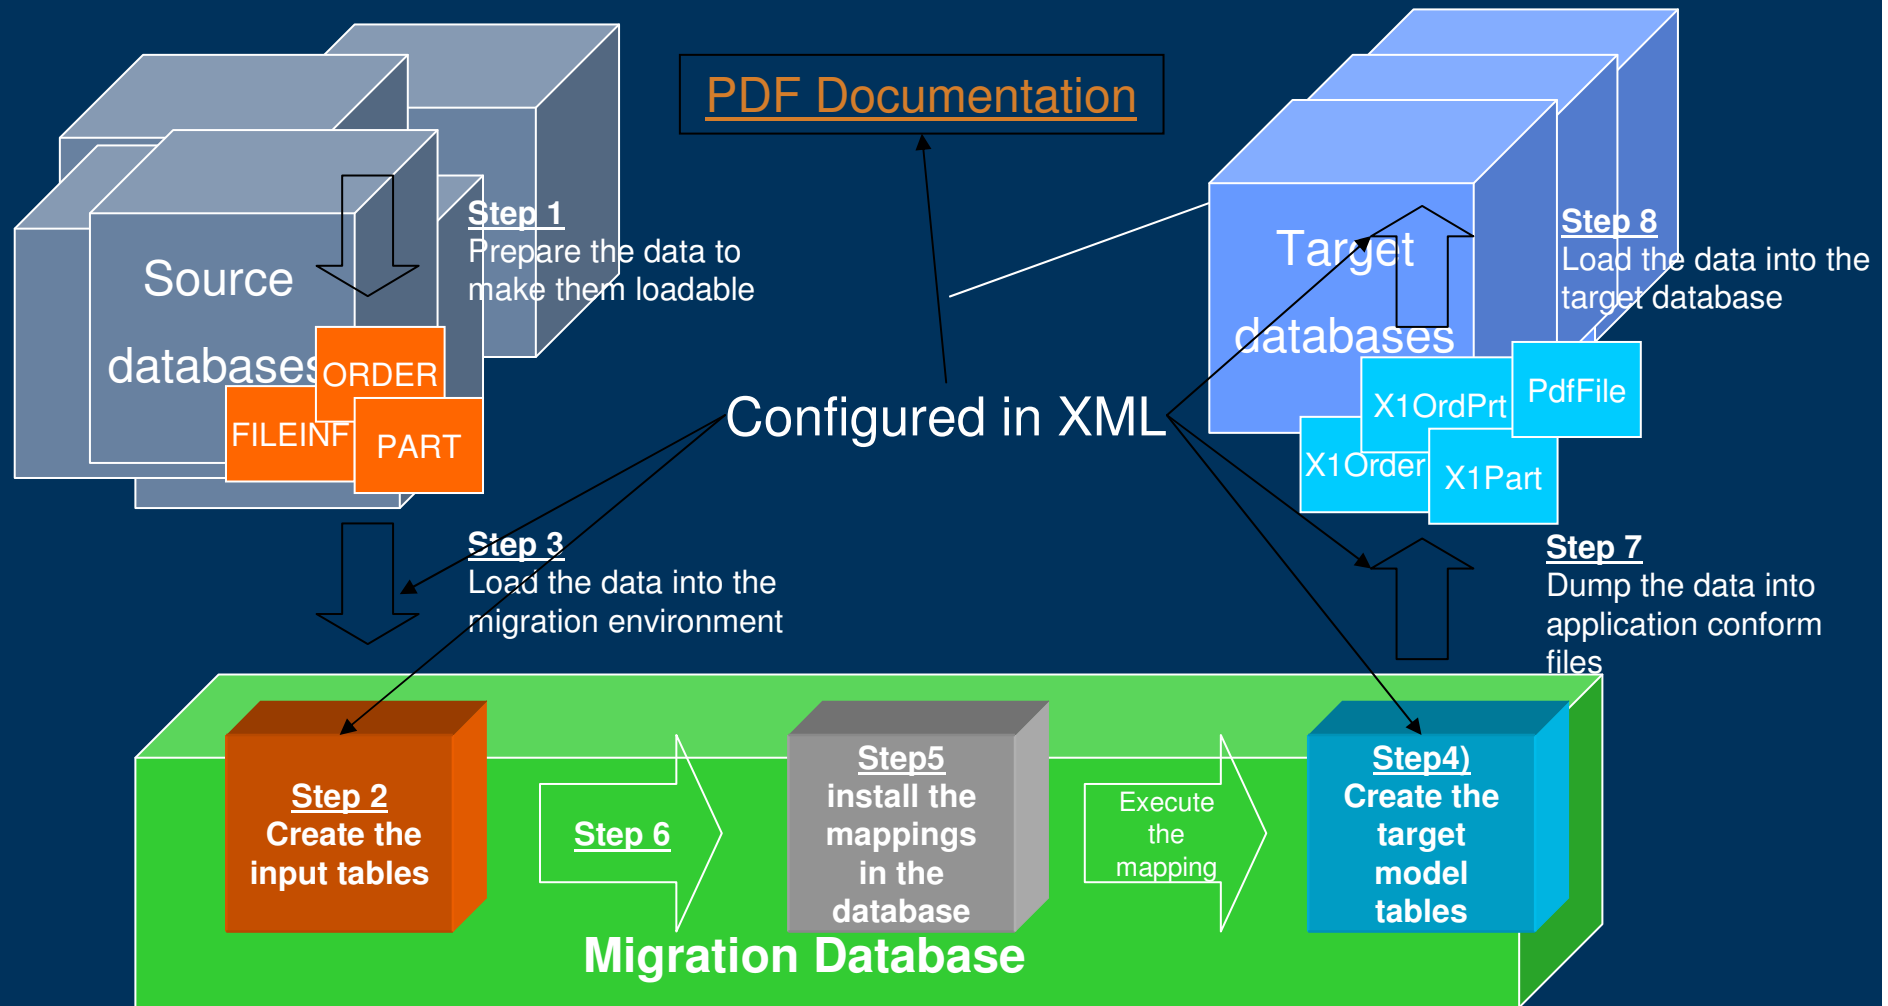 PDF Documentation
Source
databases
ORDER
FILEINF
PART
Step 1
Prepare the data to
make them loadable
Target
databases
X1OrdPrt
PdfFile
X1Order
X1Part
Step 8
Load the data into the
target database
Configured in XML
Step 3
Load the data into the
migration environment
Step 7
Dump the data into
application conform
files
Step 2
Create the
input tables
Step 6
Step5
install the
mappings
in the
database
Execute
the
mapping
Step4)
Create the
target
model
tables
Migration Database